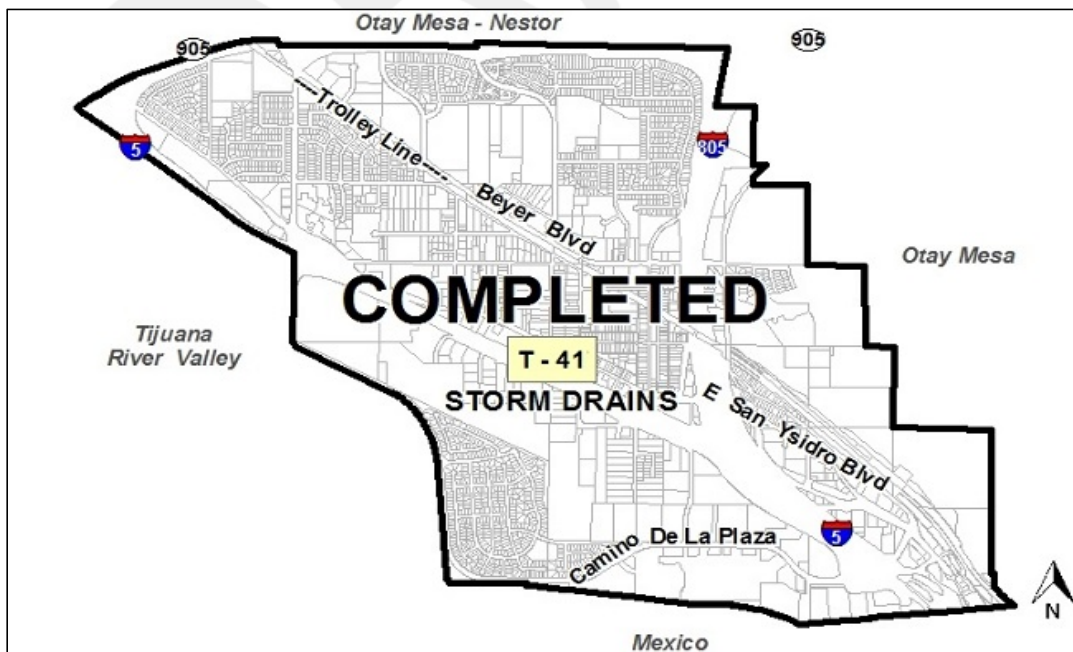 Otay Mesa - Nestor
905
905
5
Trolley Line
805
Beyer Blvd
Otay Mesa
COMPLETED
Tijuana
River Valley
T - 41
STORM DRAINS
E San Ysidro Blvd
5
Camino De La Plaza
N
Mexico